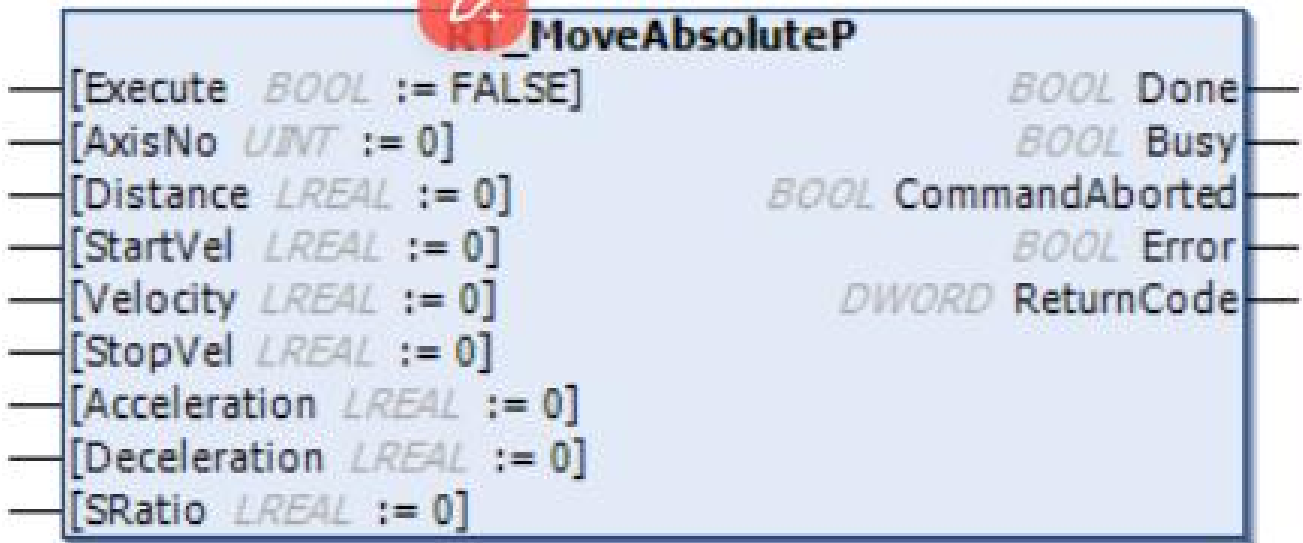 _MoveAbsoluteP
[Execute BOOL := FALSE]
BOOL Done
[AxisNo UINT := 0]
BOOL Busy
[Distance LREAL := 0]
BOOL CommandAborted
[StartVel LREAL := 0]
BOOL Error
[Velocity LREAL := 0]
DWORD ReturnCode
[StopVel LREAL := 0]
[Acceleration LREAL := 0]
[Deceleration LREAL := 0]
[SRatio LREAL := 0]